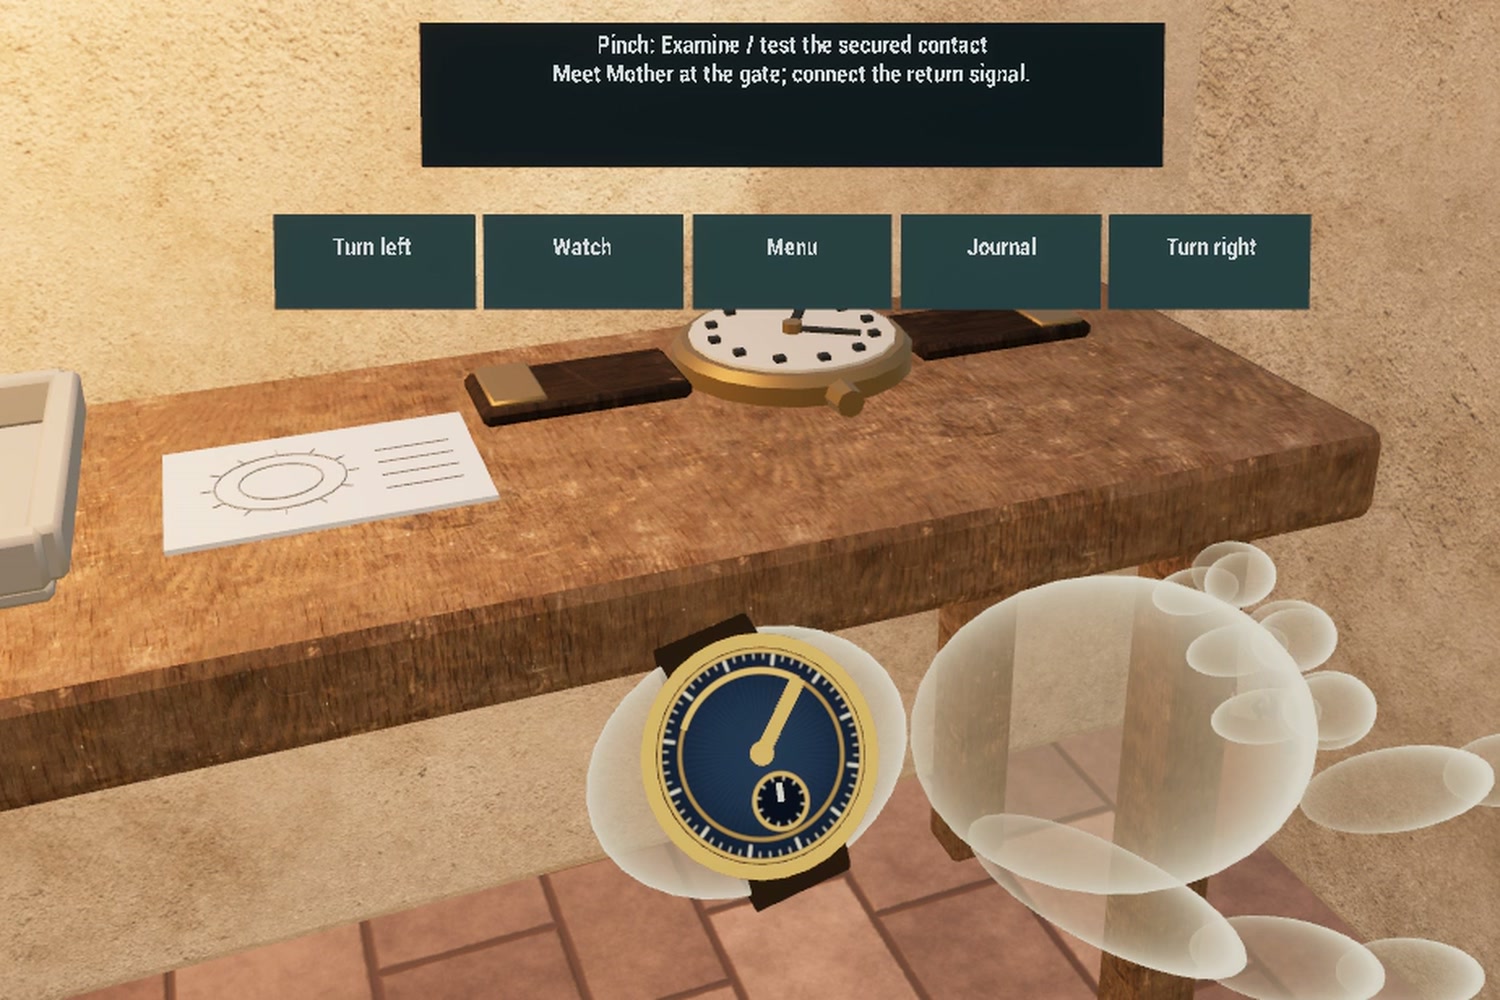 Pinch: Examine / test the secured contact
Meet Mother at the gate; connect the return signal.
Turn left
Watch
Menu
Journal
Turn right